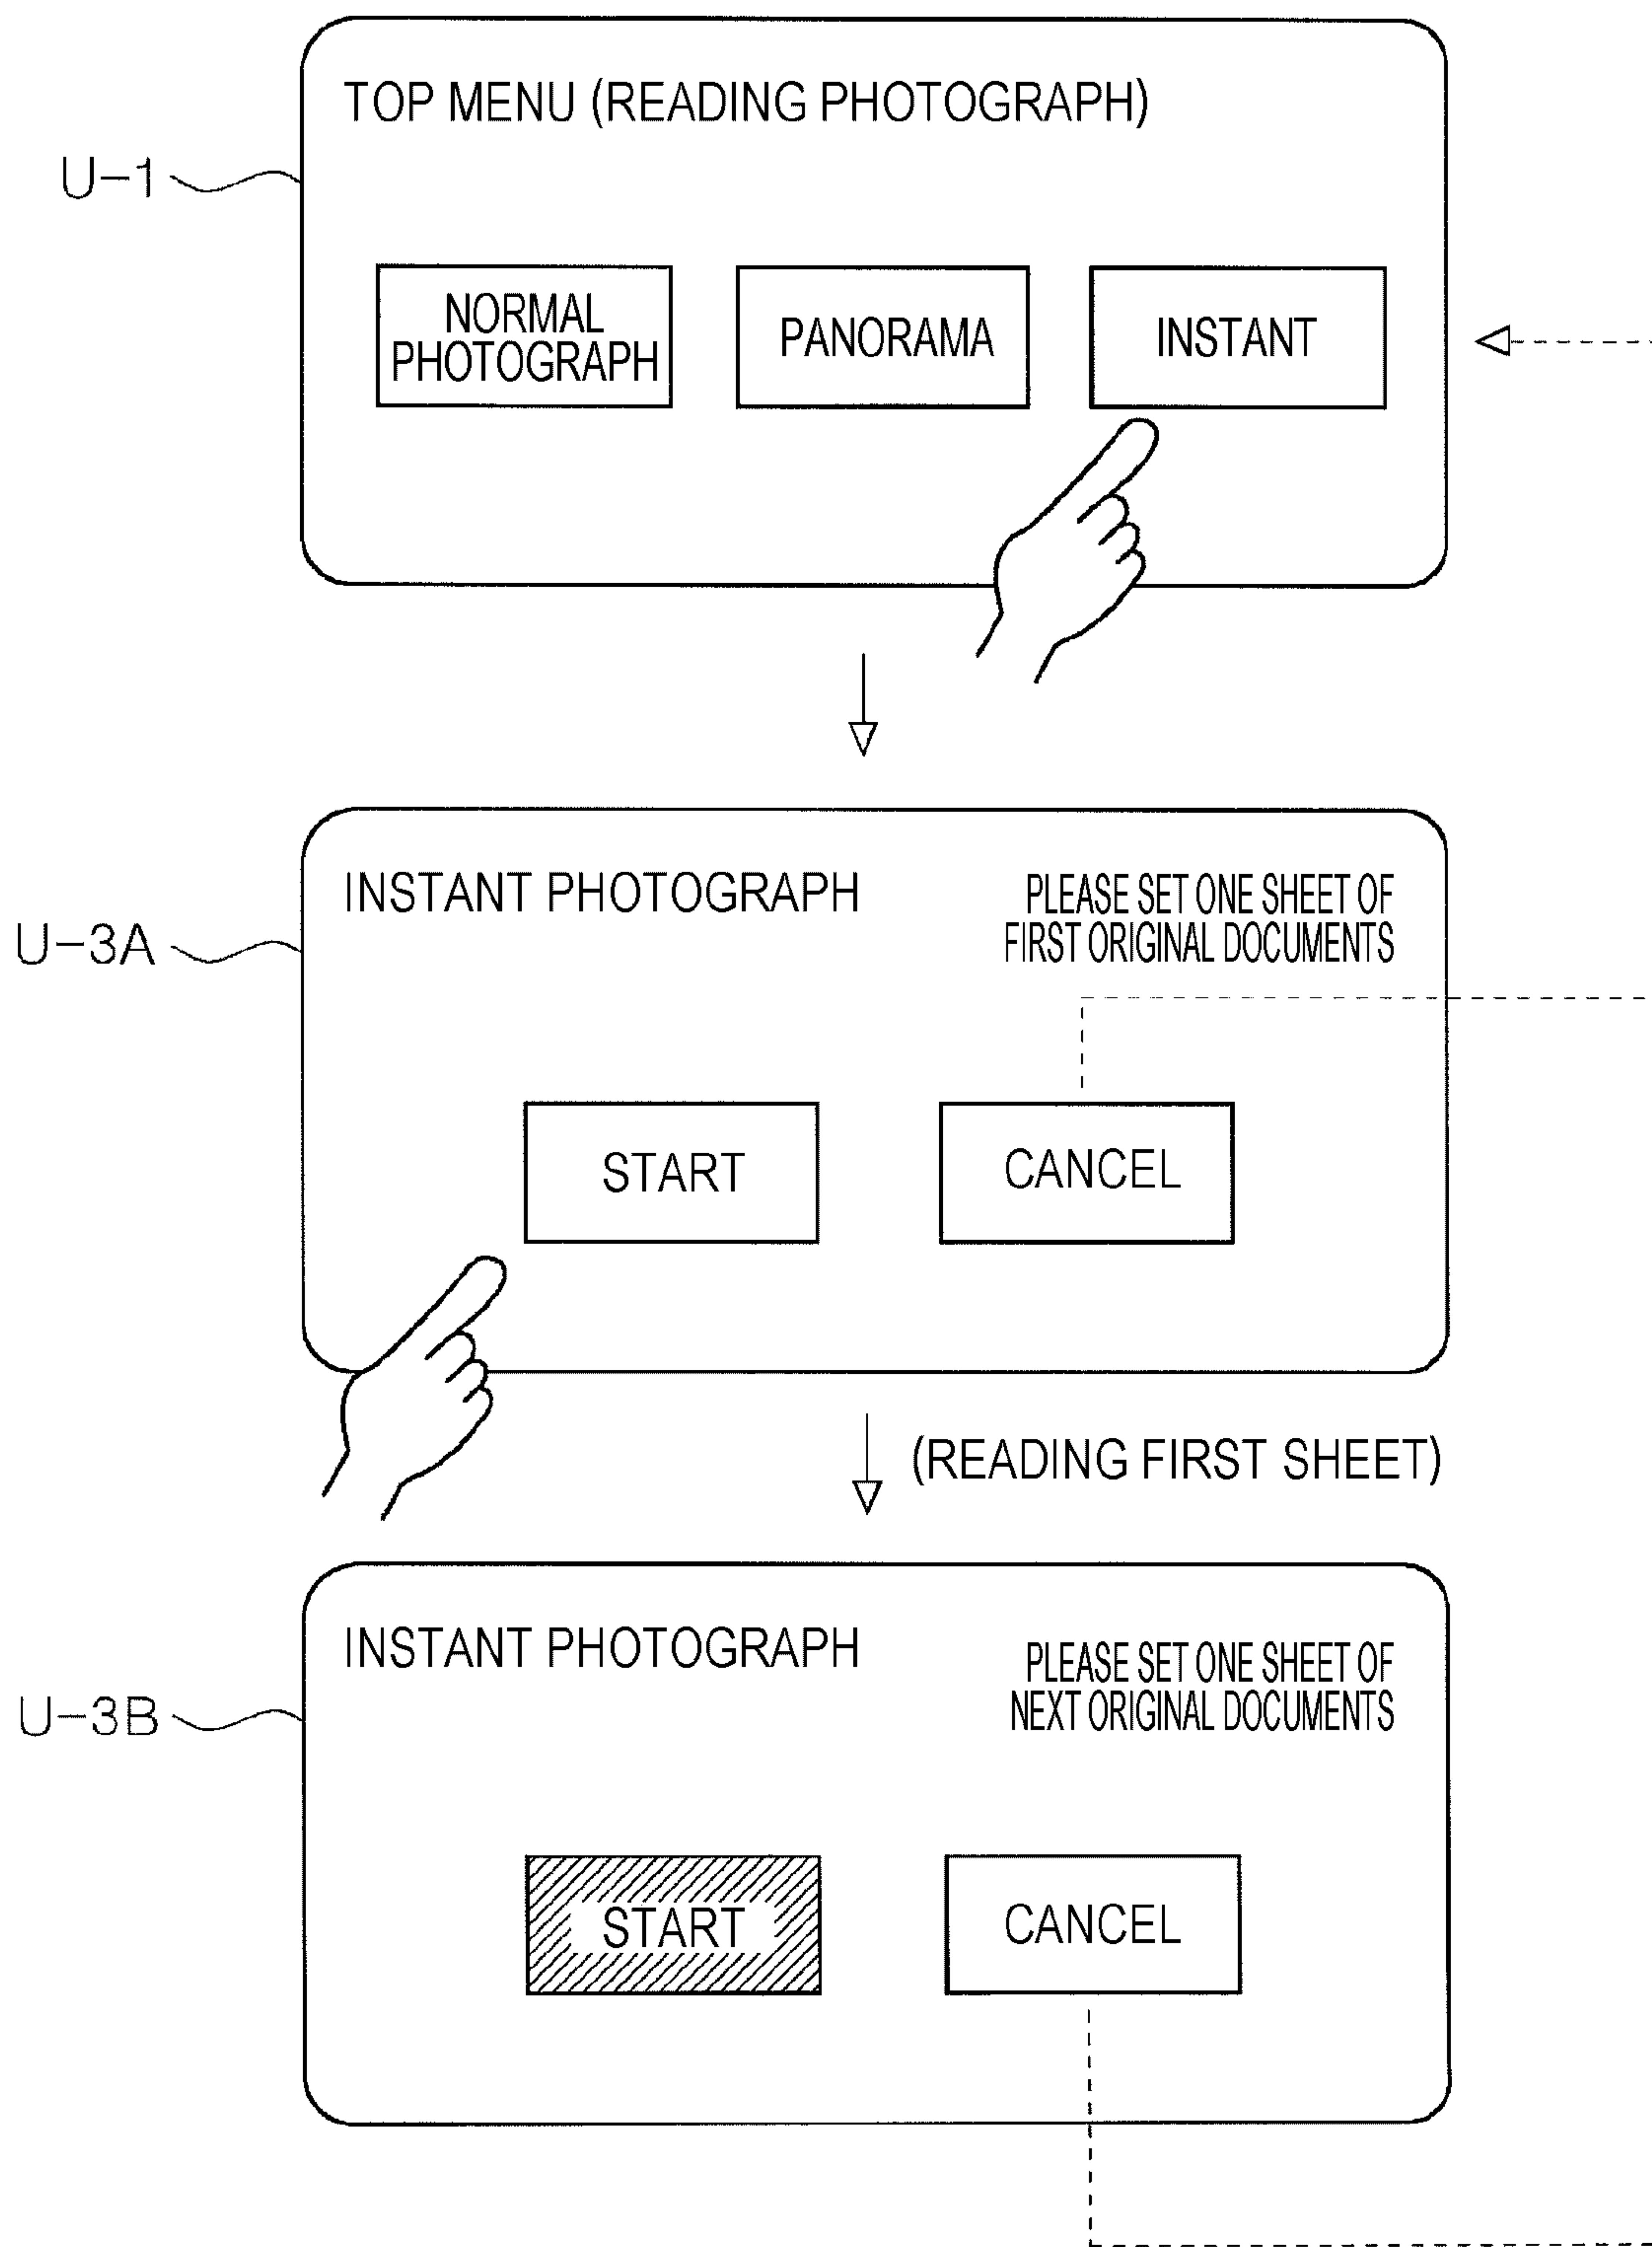 TOP MENU (READING PHOTOGRAPH)
U-1
NORMAL
PHOTOGRAPH
PANORAMA
INSTANT
INSTANT PHOTOGRAPH
PLEASE SET ONE SHEET OF
FIRST ORIGINAL DOCUMENTS
U-3A
START
CANCEL
(READING FIRST SHEET)
INSTANT PHOTOGRAPH
PLEASE SET ONE SHEET OF
NEXT ORIGINAL DOCUMENTS
U-3B
START
CANCEL